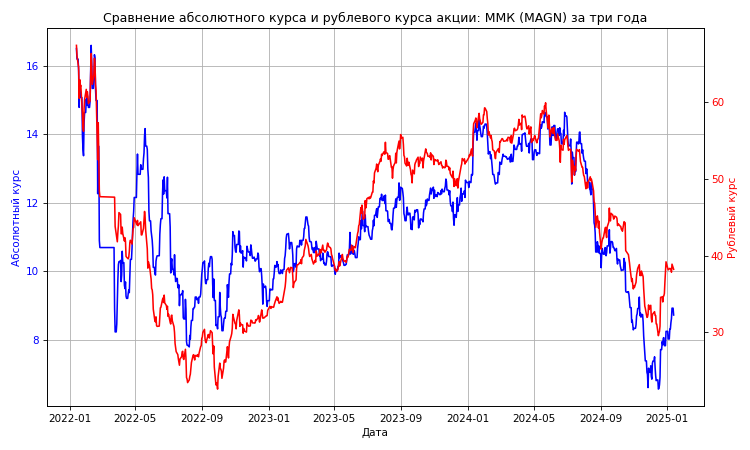 Сравнение абсолютного курса и рублевого курса акции: ММК (MAGN) за три года
Абсолютный курс
16
14
12
10
8
60
50
40
30
Рублевый курс
2022-01 2022-05 2022-09 2023-01 2023-05 2023-09 2024-01 2024-05 2024-09 2025-01
Дата